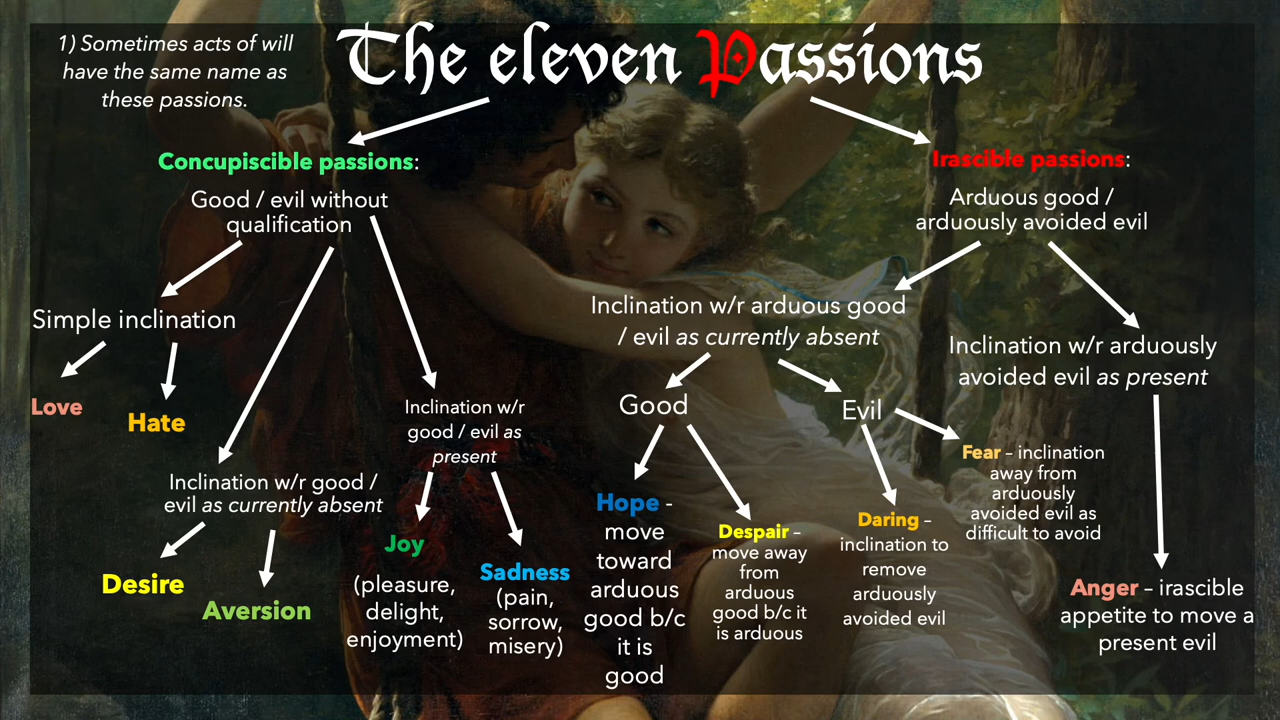 1) Sometimes acts of will
have the same name as
these passions.
The eleven Passions
Concupiscible passions:
Good / evil without
qualification
Irascible passions:
Arduous good /
arduously avoided evil
Simple inclination
Love
Hate
Inclination w/r good /
evil as currently absent
Desire
Aversion
Inclination w/r
good / evil as
present
Joy
(pleasure,
delight,
enjoyment)
Sadness
(pain,
sorrow,
misery)
Inclination w/r arduous good
/ evil as currently absent
Good
Hope -
move
toward
arduous
good b/c
it is
good
Despair –
move away
from
arduous
good b/c it
is arduous
Evil
Daring –
inclination to
remove
arduously
avoided evil
Fear – inclination
away from
arduously
avoided evil as
difficult to avoid
Inclination w/r arduously
avoided evil as present
Anger – irascible
appetite to move a
present evil